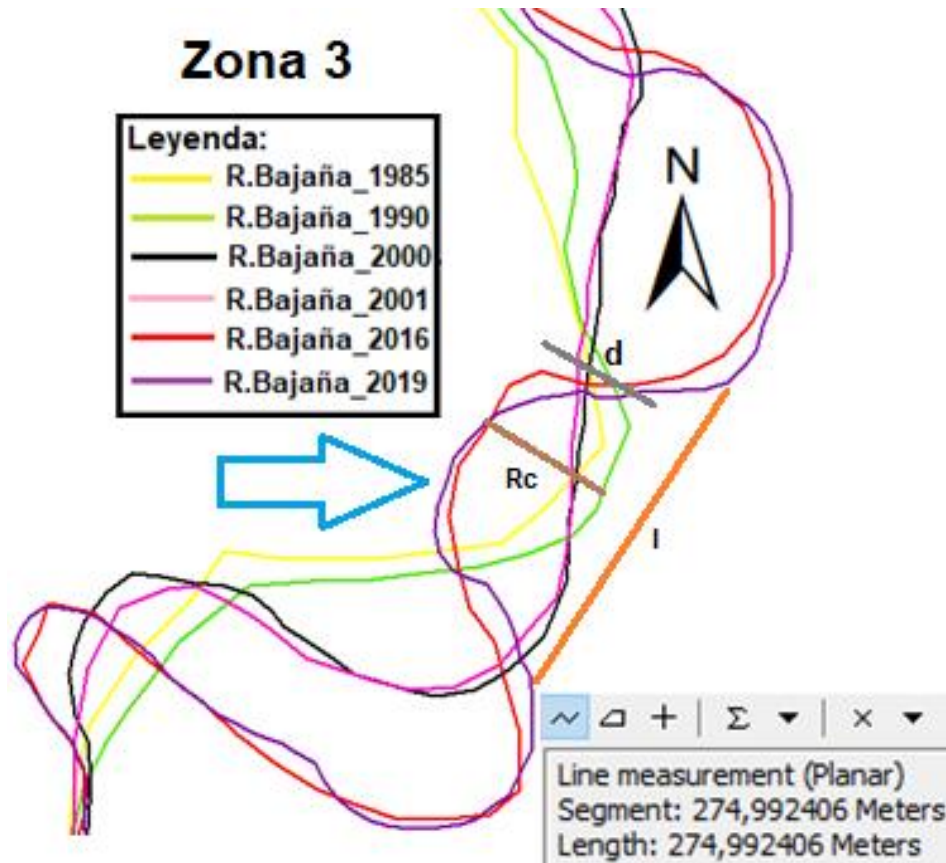 Zona 3
Leyenda:
R.Bajaña_1985
R.Bajaña_1990
R.Bajaña_2000
R.Bajaña_2001
R.Bajaña_2016
R.Bajaña_2019
N
d
Rc
l
Line measurement (Planar)
Segment: 274,992406 Meters
Length: 274,992406 Meters